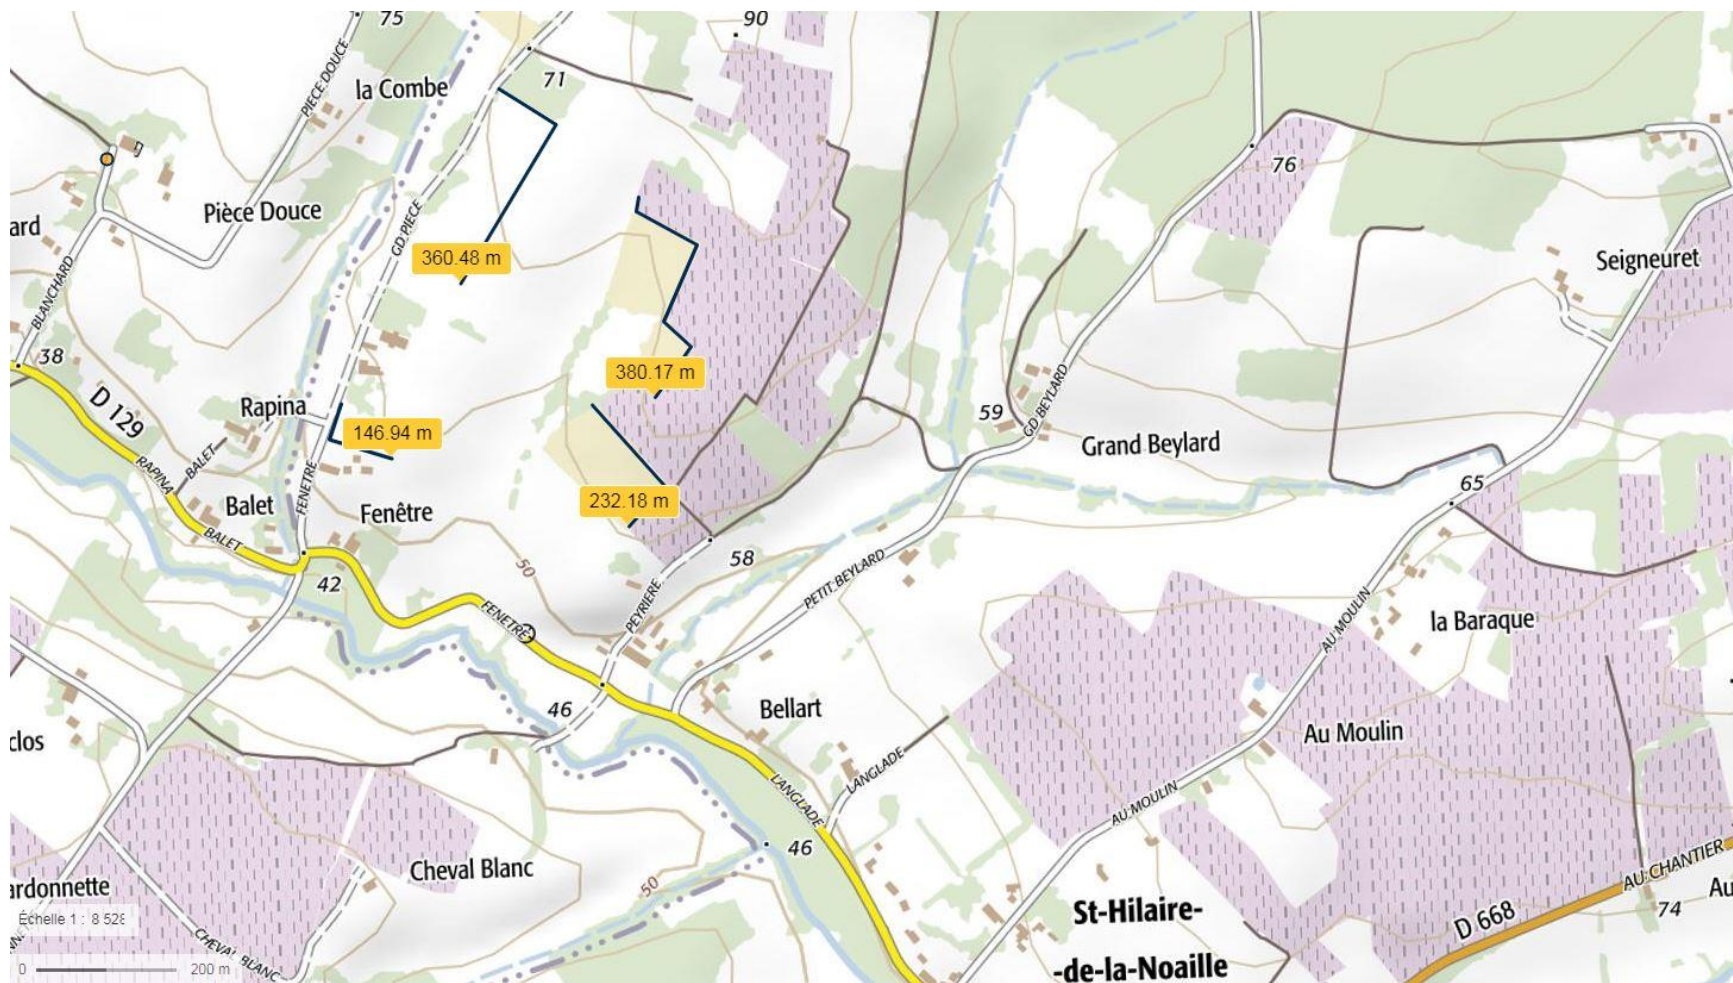 75
90
la Combe
71
PIECE DOUCE
76
Pièce Douce
ard
GD PIECE
360.48 m
Seigneuret
BLANCHARD
38
380.17 m
D 129
Rapina
GD BEYLARD
59
146.94 m
Grand Beylard
BALET
RAPINA
FENETRE
65
232.18 m
Balet
Fenêtre
BALET
58
50
42
PETIT BEYLARD
PEYRIERE
FENETRE
AU MOULIN
la Baraque
46
Bellart
clos
Au Moulin
LANGLADE
LANGLADE
AU MOULIN
46
Cheval Blanc
50
AU CHANTIER
ardonnette
Au
St-Hilaire-
-de-la-Noaille
74
D 668
Échelle 1 : 8 528
CHEVAL BLANC
0 200 m